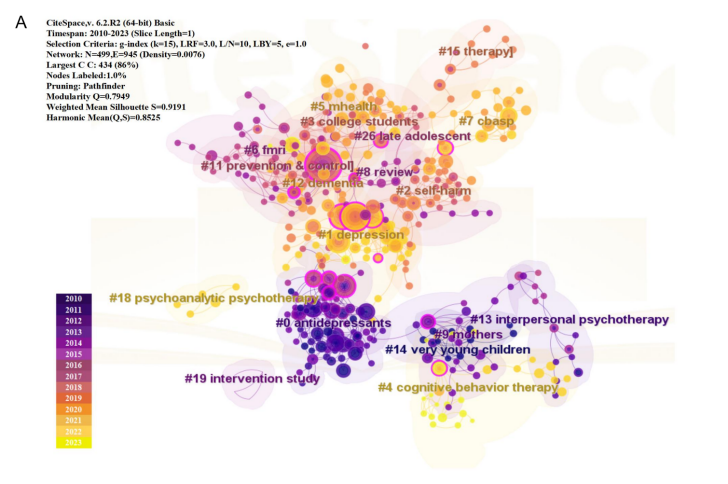 A
CiteSpace,v. 6.2.R2 (64-bit) Basic
Timespan: 2010-2023 (Slice Length=1)
Selection Criteria: g-index (k=15), LRF=3.0, L/N=10, LBY=5, e=1.0
Network: N=499,E=945 (Density=0.0076)
Largest C C: 434 (86%)
Nodes Labeled:1.0%
Pruning: Pathfinder
Modularity Q=0.7949
Weighted Mean Silhouette S=0.9191
Harmonic Mean(Q,S)=0.8525
#15 therapy]
#5 mhealth
#3 college students
#7 cbasp
#26 late adolescent
#6 fmri
#11 prevention & control]
#8 review
#12 dementia
#2 self-harm
#1 depression
#18 psychoanalytic psychotherapy
#0 antidepressants
#13 interpersonal psychotherapy
#9 mothers
#14 very young children
#19 intervention study
#4 cognitive behavior therapy
2010
2011
2012
2013
2014
2015
2016
2017
2018
2019
2020
2021
2022
2023